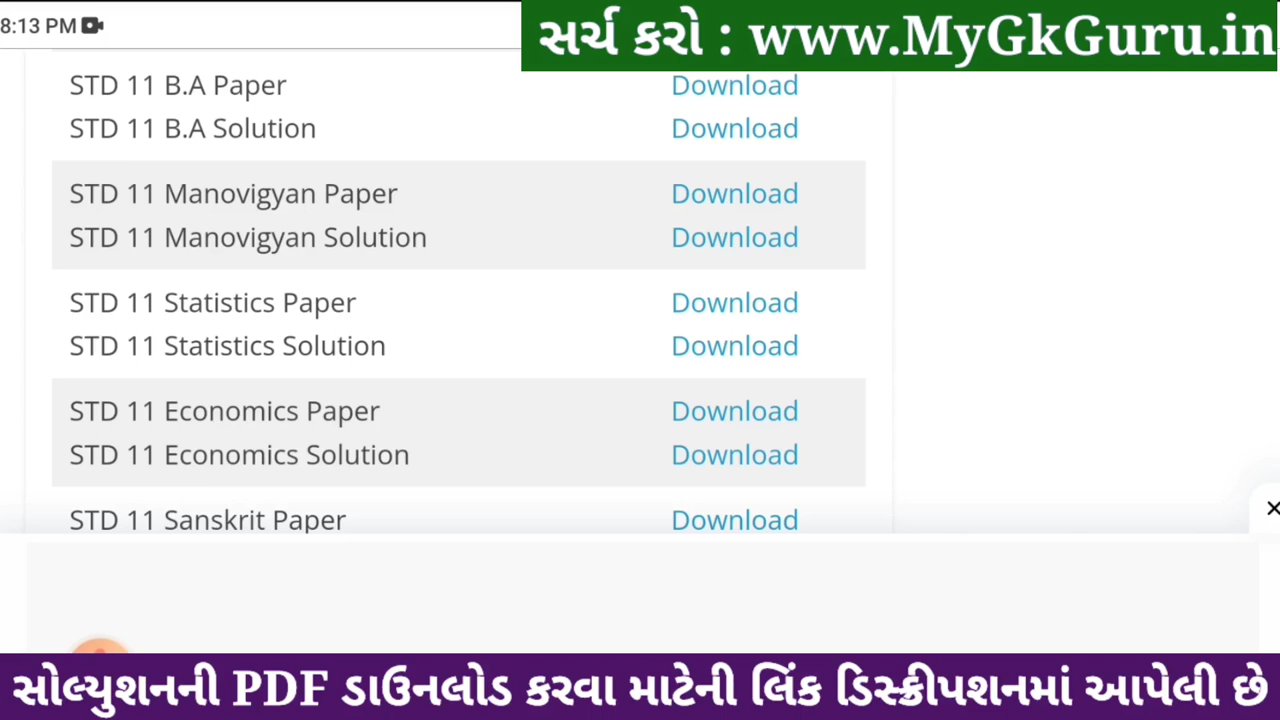 8:13 PM
સર્ચ કરો : www.MyGkGuru.in
STD 11 B.A Paper Download
STD 11 B.A Solution Download
STD 11 Manovigyan Paper Download
STD 11 Manovigyan Solution Download
STD 11 Statistics Paper Download
STD 11 Statistics Solution Download
STD 11 Economics Paper Download
STD 11 Economics Solution Download
STD 11 Sanskrit Paper Download
સોલ્યુશનની PDF ડાઉનલોડ કરવા માટેની લિંક ડિસ્ક્રીપશનમાં આપેલી છે